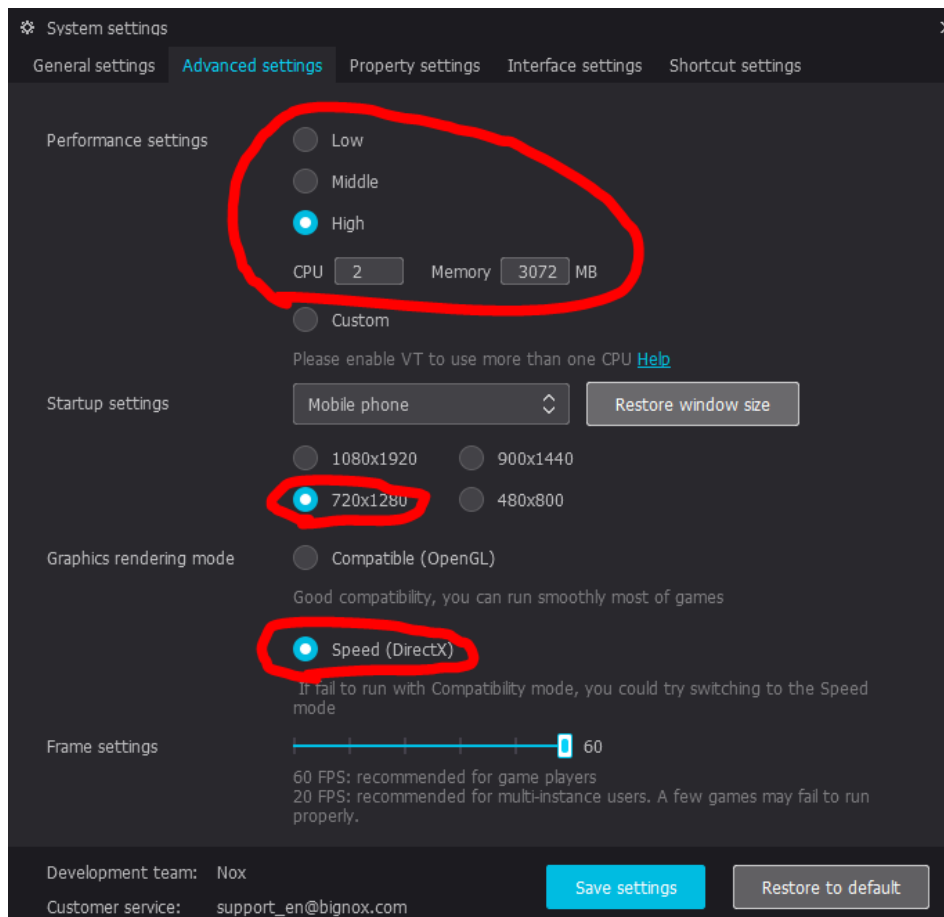 System settings
General settings Advanced settings Property settings Interface settings Shortcut settings
Performance settings
Low
Middle
High
CPU 2 Memory 3072 MB
Custom
Please enable VT to use more than one CPU Help
Startup settings Mobile phone Restore window size
1080x1920 900x1440
720x1280 480x800
Graphics rendering mode Compatible (OpenGL)
Good compatibility, you can run smoothly most of games
Speed (DirectX)
If fail to run with Compatibility mode, you could try switching to the Speed
mode
Frame settings 60
60 FPS: recommended for game players
20 FPS: recommended for multi-instance users. A few games may fail to run
properly.
Development team: Nox
Save settings Restore to default
Customer service: support_en@bignox.com